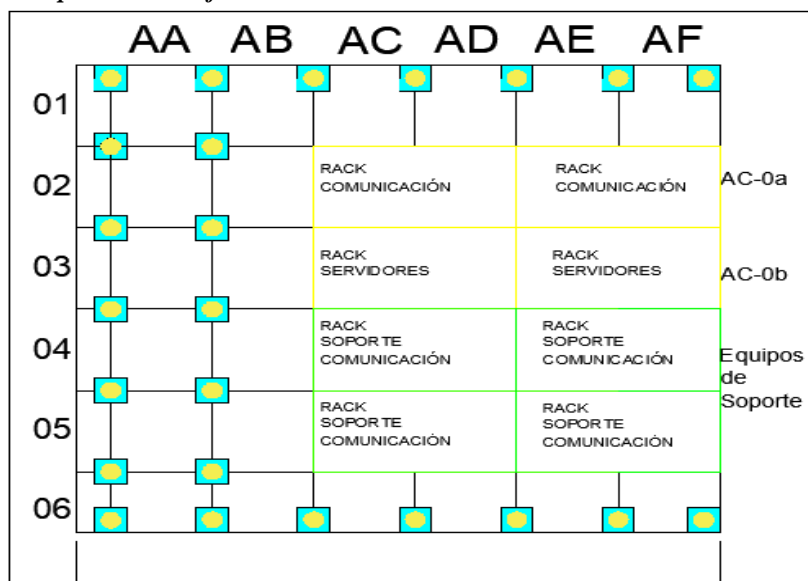 AA AB AC AD AE AF
01
02
RACK
COMUNICACIÓN
RACK
COMUNICACIÓN
AC-0a
03
RACK
SERVIDORES
RACK
SERVIDORES
AC-0b
04
RACK
SOPORTE
COMUNICACIÓN
RACK
SOPORTE
COMUNICACIÓN
Equipos
de
Soporte
05
RACK
SOPORTE
COMUNICACIÓN
RACK
SOPORTE
COMUNICACIÓN
06